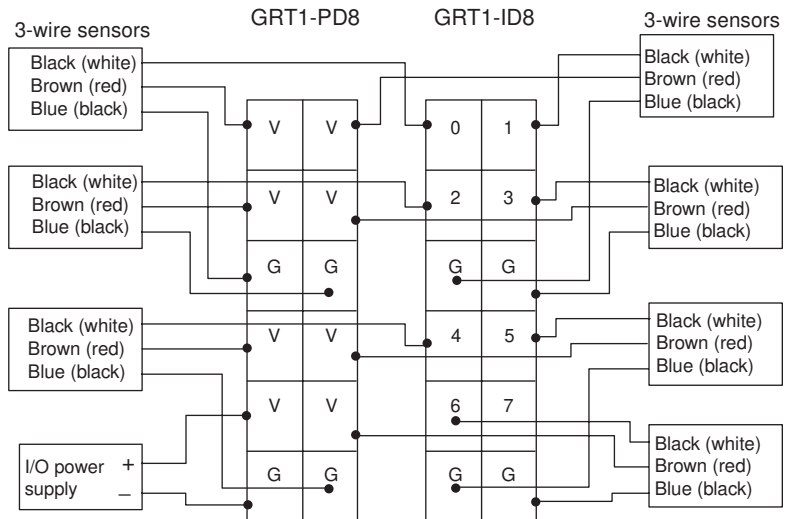 GRT1-PD8 GRT1-ID8
3-wire sensors 3-wire sensors
Black (white)
Brown (red)
Blue (black)
Black (white)
Brown (red)
Blue (black)
V V 0 1
Black (white)
Brown (red)
Blue (black)
V V 2 3
Black (white)
Brown (red)
Blue (black)
G G G G
Black (white)
Brown (red)
Blue (black)
V V 4 5
Black (white)
Brown (red)
Blue (black)
V V 6 7
I/O power +
supply –
G G G G
Black (white)
Brown (red)
Blue (black)